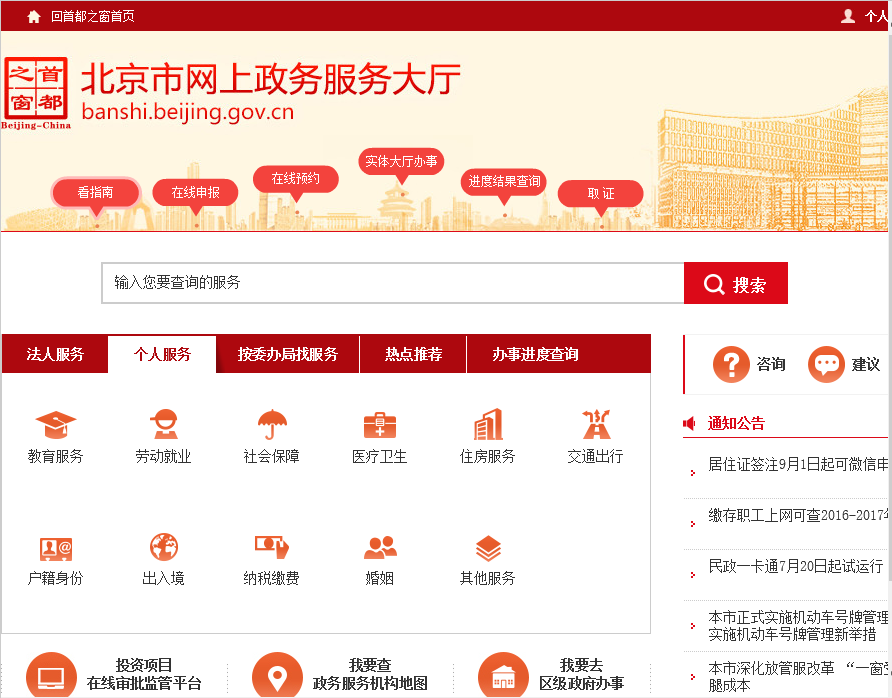 回首都之窗首页
个人
首都之窗
Beijing-China
北京市网上政务服务大厅
banshi.beijing.gov.cn
看指南
在线申报
在线预约
实体大厅办事
进度结果查询
取证
输入您要查询的服务
搜索
法人服务 个人服务 按委办局找服务 热点推荐 办事进度查询
教育服务 劳动就业 社会保障 医疗卫生 住房服务 交通出行
户籍身份 出入境 纳税缴费 婚姻 其他服务
咨询 建议
通知公告
居住证签注9月1日起可微信申
缴存职工上网可查2016-2017年
民政一卡通7月20日起试运行
本市正式实施机动车号牌管理
实施机动车号牌管理新举措
本市深化放管服改革 “一窗受
腿成本
投资项目
在线审批监管平台
我要查
政务服务机构地图
我要去
区级政府办事